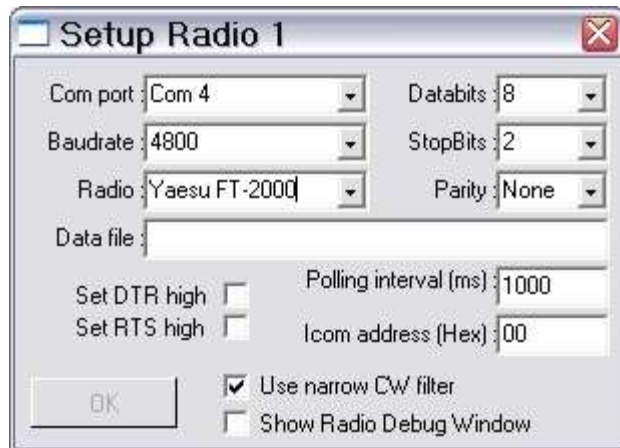 Setup Radio 1
Com port : Com 4 Databits : 8
Baudrate : 4800 StopBits : 2
Radio : Yaesu FT-2000 Parity : None
Data file :
Set DTR high Polling interval (ms) : 1000
Set RTS high Icom address (Hex) : 00
OK Use narrow CW filter
Show Radio Debug Window